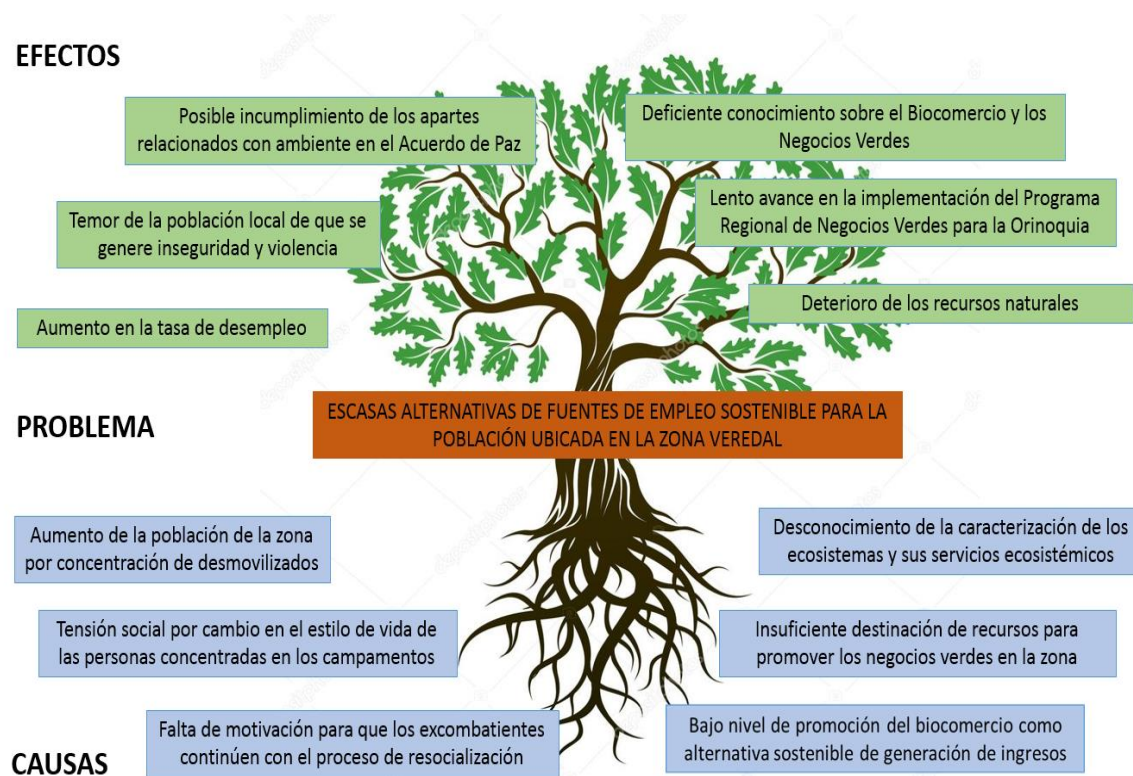 EFECTOS
Posible incumplimiento de los apartes
relacionados con ambiente en el Acuerdo de Paz
Deficiente conocimiento sobre el Biocomercio y los
Negocios Verdes
Temor de la población local de que se
genere inseguridad y violencia
Lento avance en la implementación del Programa
Regional de Negocios Verdes para la Orinoquia
Aumento en la tasa de desempleo
Deterioro de los recursos naturales
PROBLEMA
ESCASAS ALTERNATIVAS DE FUENTES DE EMPLEO SOSTENIBLE PARA LA
POBLACIÓN UBICADA EN LA ZONA VEREDAL
Aumento de la población de la zona
por concentración de desmovilizados
Desconocimiento de la caracterización de los
ecosistemas y sus servicios ecosistémicos
Tensión social por cambio en el estilo de vida de
las personas concentradas en los campamentos
Insuficiente destinación de recursos para
promover los negocios verdes en la zona
Falta de motivación para que los excombatientes
continúen con el proceso de resocialización
Bajo nivel de promoción del biocomercio como
alternativa sostenible de generación de ingresos
CAUSAS